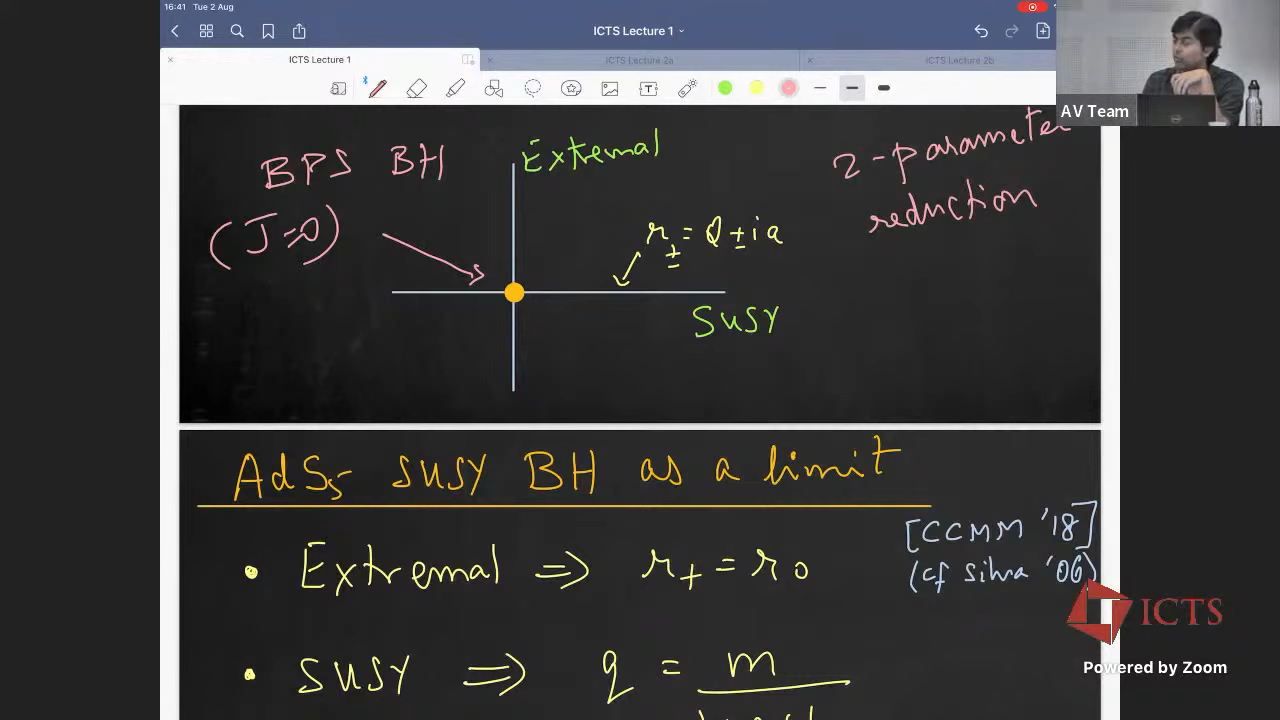 16:41 Tue 2 Aug
ICTS Lecture 1
ICTS Lecture 1
ICTS Lecture 2a
ICTS Lecture 2b
AV Team
DELL
BPS BH
(J=0)
Extremal
r± = Q ± ia
SUSY
2-parameter
reduction
AdS5 SUSY BH as a limit
[CCMM '18]
(cf Silva '06)
• Extremal ⇒ r+ = r0
• SUSY ⇒ q = m
ICTS
Powered by Zoom